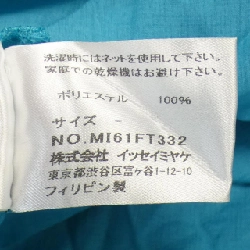 洗濯時にはネットを使用して下さい。
家庭での乾燥機はお避け下さい。
ポリエステル 100%
サイズ -
NO.MI61FT332
株式会社 イッセイミヤケ
東京都渋谷区富ヶ谷1-12-10
フィリピン製